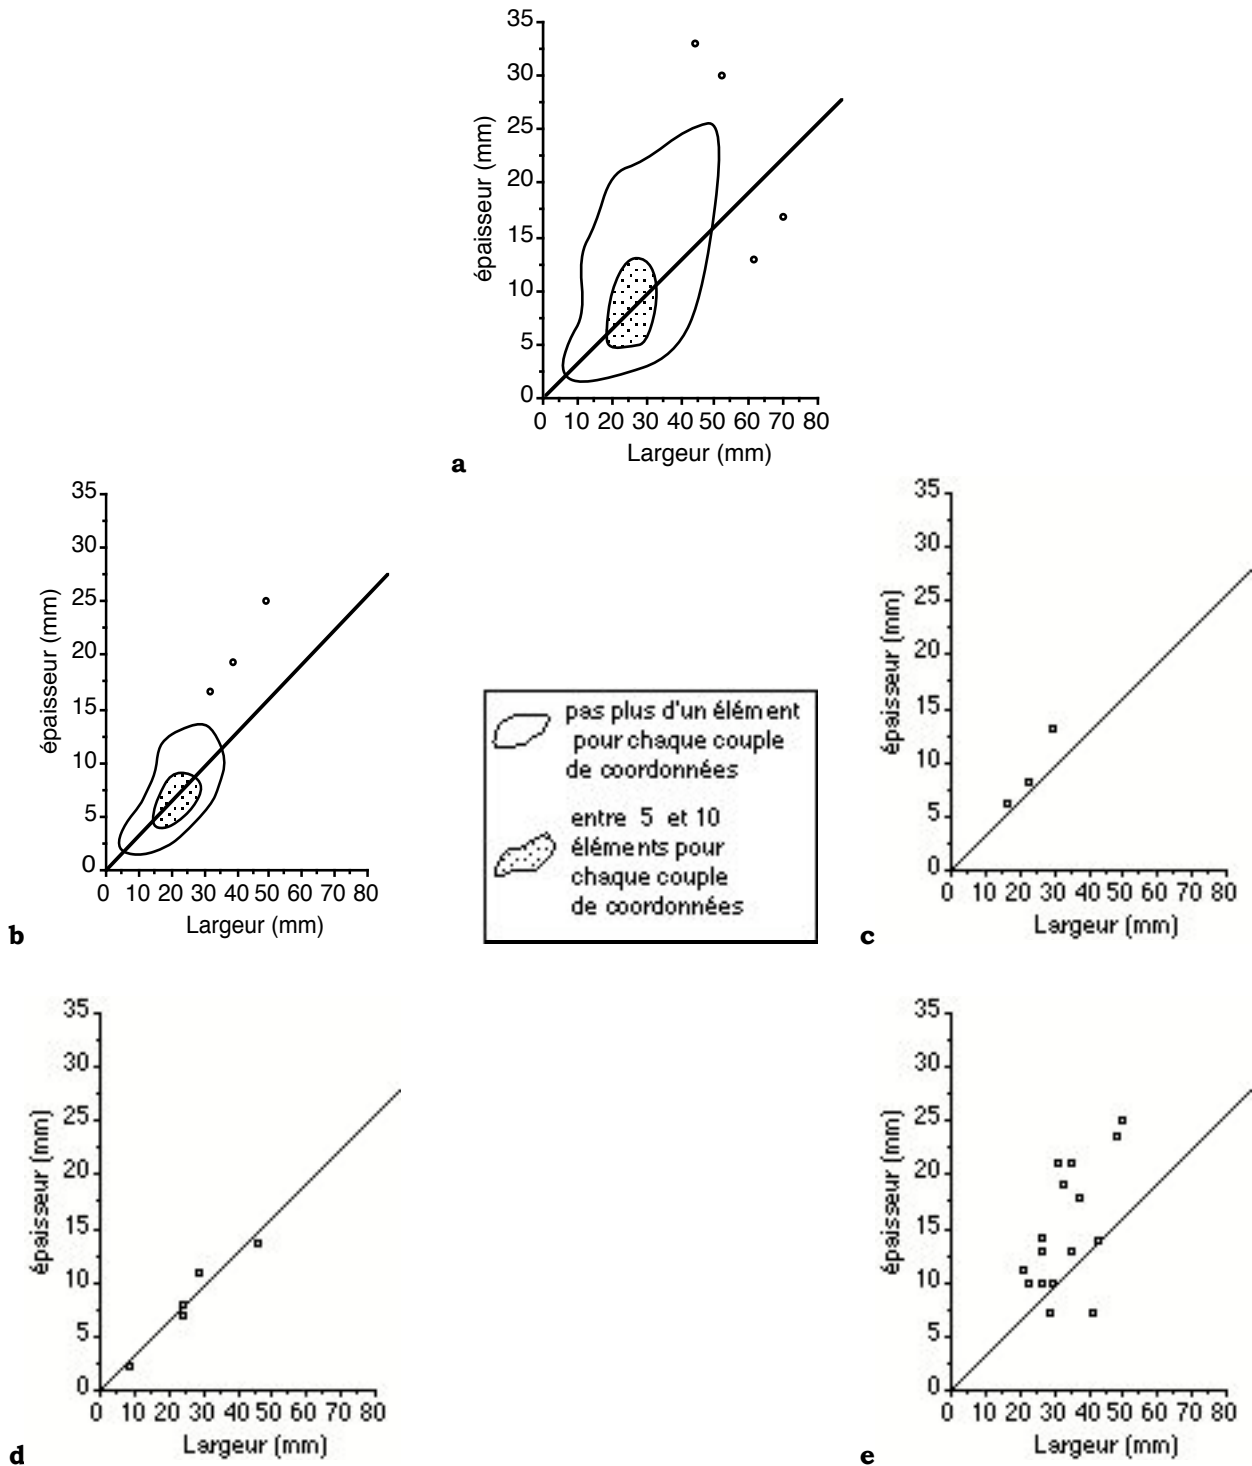 35
30
25
20
15
10
5
0
épaisseur (mm)
0 10 20 30 40 50 60 70 80
Largeur (mm)
a
35
30
25
20
15
10
5
0
épaisseur (mm)
0 10 20 30 40 50 60 70 80
Largeur (mm)
b
pas plus d'un élément
pour chaque couple
de coordonnées
entre 5 et 10
éléments pour
chaque couple
de coordonnées
35
30
25
20
15
10
5
0
épaisseur (mm)
0 10 20 30 40 50 60 70 80
Largeur (mm)
c
35
30
25
20
15
10
5
0
épaisseur (mm)
0 10 20 30 40 50 60 70 80
Largeur (mm)
d
35
30
25
20
15
10
5
0
épaisseur (mm)
0 10 20 30 40 50 60 70 80
Largeur (mm)
e